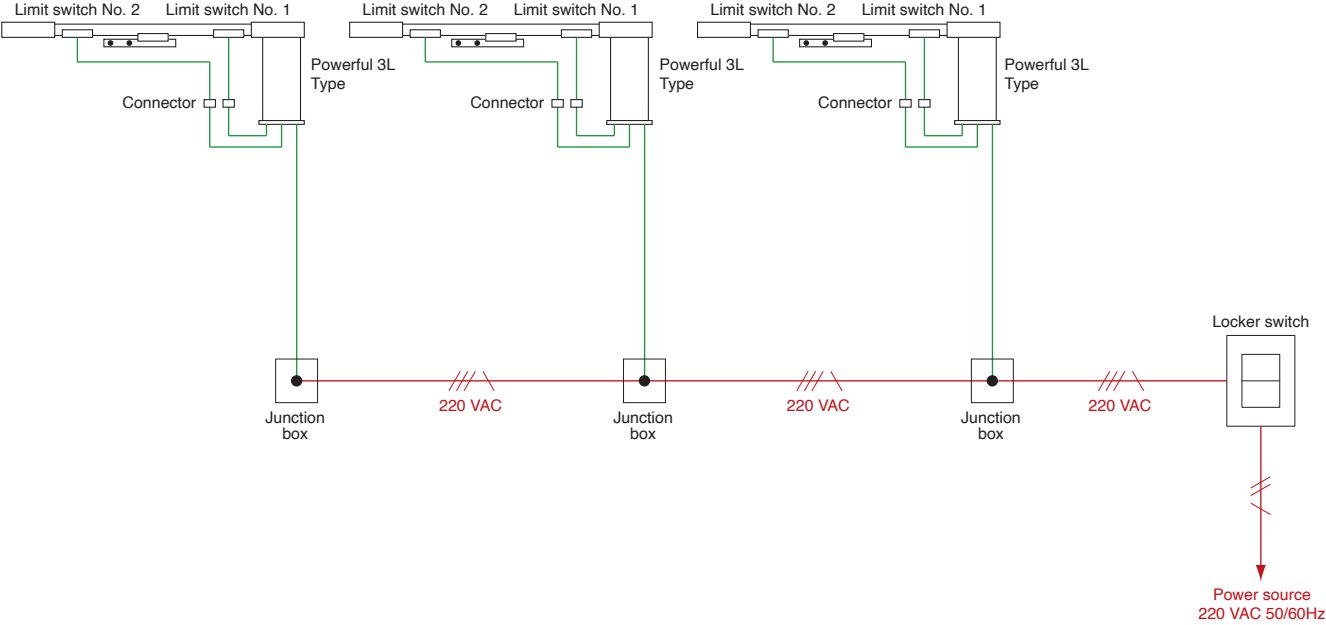 Limit switch No. 2
Limit switch No. 1
Limit switch No. 2
Limit switch No. 1
Limit switch No. 2
Limit switch No. 1
Powerful 3L
Type
Powerful 3L
Type
Powerful 3L
Type
Connector
Connector
Connector
Locker switch
220 VAC
220 VAC
220 VAC
Junction
box
Junction
box
Junction
box
Power source
220 VAC 50/60Hz